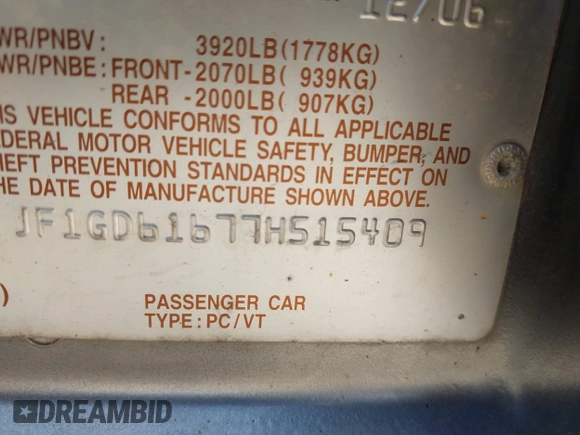 12/06
WR/PNBV: 3920LB(1778KG)
WR/PNBE: FRONT-2070LB( 939KG)
REAR -2000LB( 907KG)
IS VEHICLE CONFORMS TO ALL APPLICABLE
EDERAL MOTOR VEHICLE SAFETY, BUMPER, AND
HEFT PREVENTION STANDARDS IN EFFECT ON
HE DATE OF MANUFACTURE SHOWN ABOVE.
JF1GD61677H515409
)
PASSENGER CAR
TYPE: PC/VT
DREAMBID